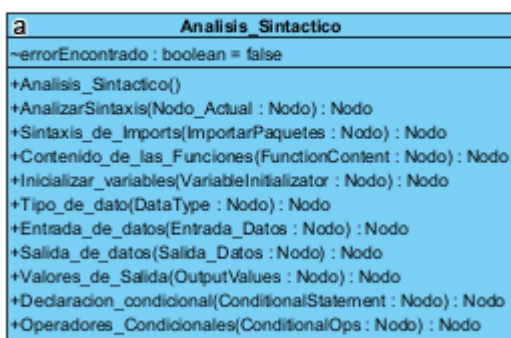 a Analisis_Sintactico
~errorEncontrado : boolean = false
+Analisis_Sintactico()
+AnalizarSintaxis(Nodo_Actual : Nodo) : Nodo
+Sintaxis_de_Imports(ImportarPaquetes : Nodo) : Nodo
+Contenido_de_las_Funciones(FunctionContent : Nodo) : Nodo
+Inicializar_variables(VariableInitializator : Nodo) : Nodo
+Tipo_de_dato(DataType : Nodo) : Nodo
+Entrada_de_datos(Entrada_Datos : Nodo) : Nodo
+Salida_de_datos(Salida_Datos : Nodo) : Nodo
+Valores_de_Salida(OutputValues : Nodo) : Nodo
+Declaracion_condicional(ConditionalStatement : Nodo) : Nodo
+Operadores_Condicionales(ConditionalOps : Nodo) : Nodo